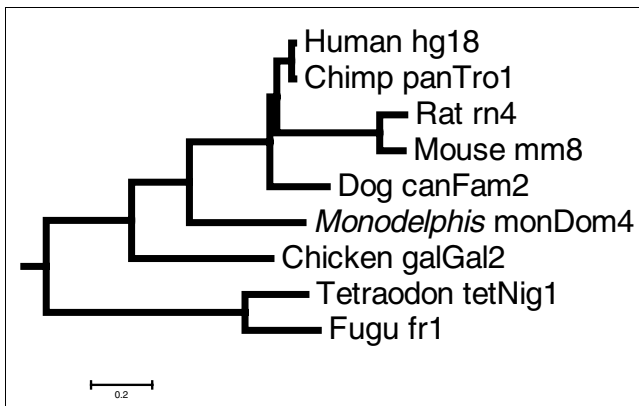 Human hg18
Chimp panTro1
Rat rn4
Mouse mm8
Dog canFam2
Monodelphis monDom4
Chicken galGal2
Tetraodon tetNig1
Fugu fr1
0.2